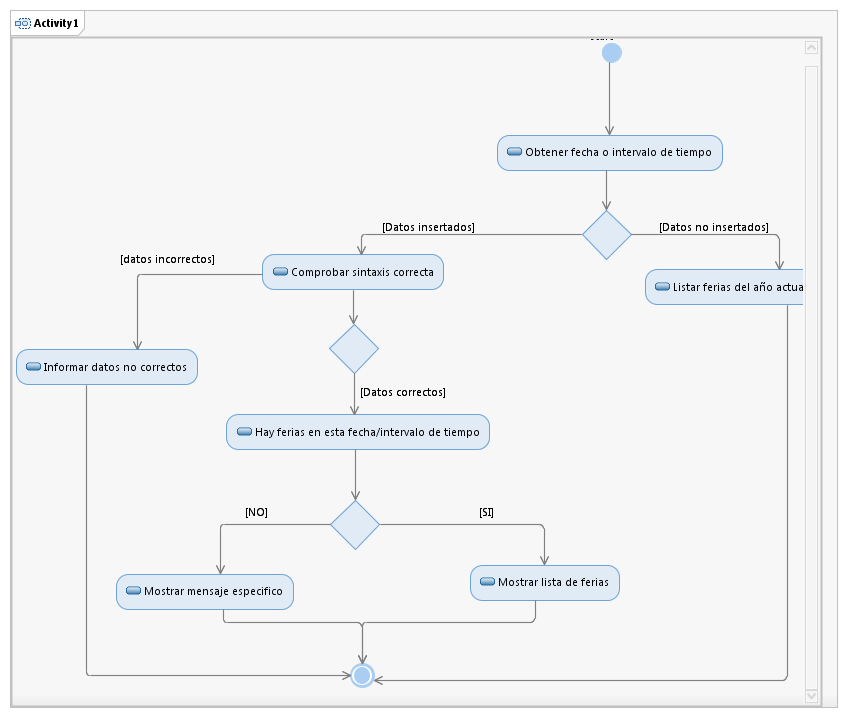 Activity1
Obtener fecha o intervalo de tiempo
[Datos insertados]
[Datos no insertados]
[datos incorrectos]
Comprobar sintaxis correcta
Listar ferias del año actua
Informar datos no correctos
[Datos correctos]
Hay ferias en esta fecha/intervalo de tiempo
[NO]
[SI]
Mostrar mensaje especifico
Mostrar lista de ferias